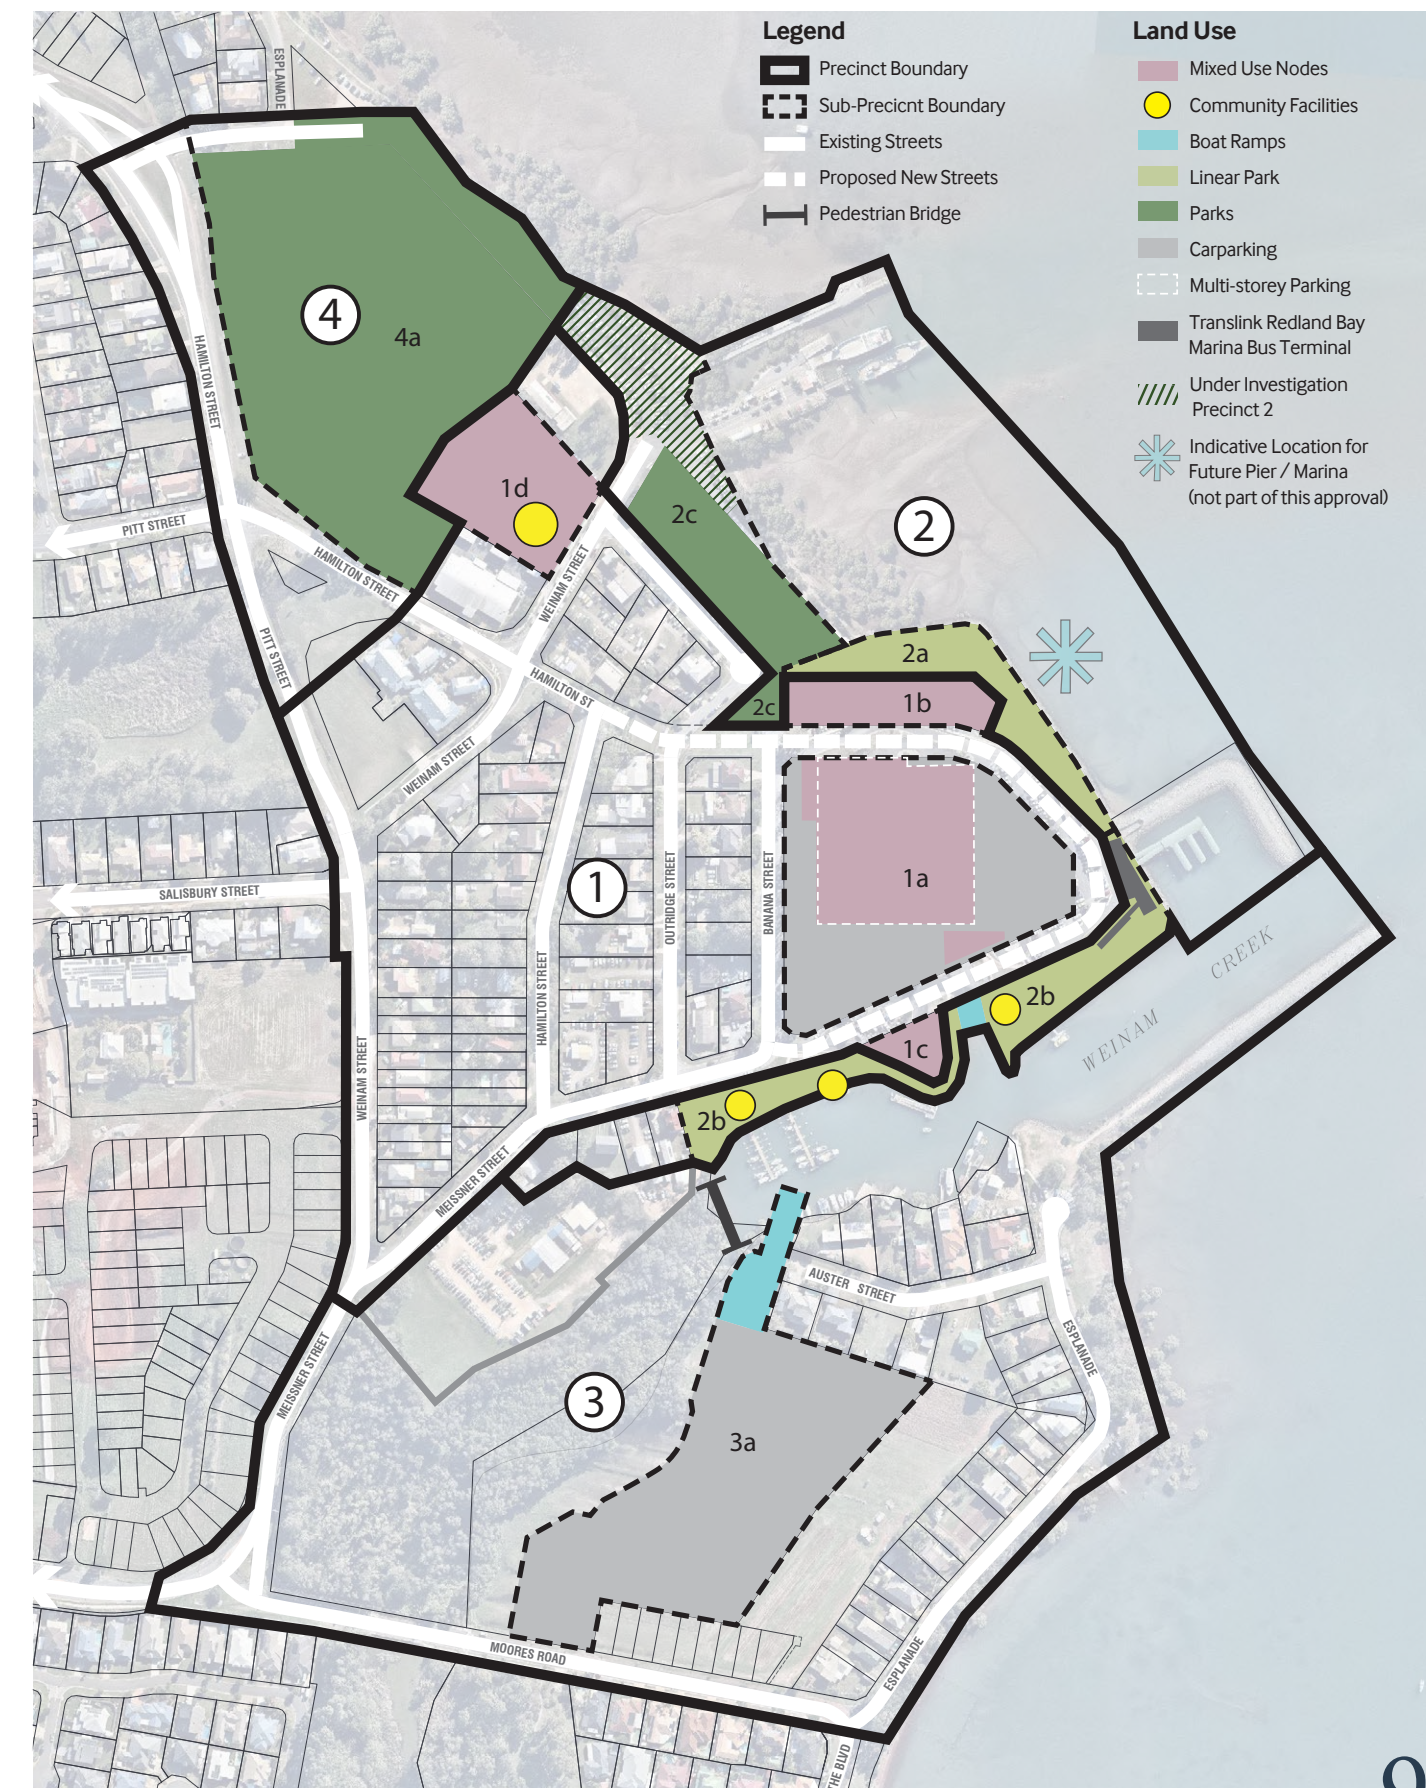 Legend
Precinct Boundary
Sub-Precicnt Boundary
Existing Streets
Proposed New Streets
Pedestrian Bridge
Land Use
Mixed Use Nodes
Community Facilities
Boat Ramps
Linear Park
Parks
Carparking
Multi-storey Parking
Translink Redland Bay
Marina Bus Terminal
Under Investigation
Precinct 2
Indicative Location for
Future Pier / Marina
(not part of this approval)
ESPLANADE
4
4a
HAMILTON STREET
1d
2c
2
PITT STREET
HAMILTON STREET
WEINAM STREET
PITT STREET
2a
HAMILTON ST
1b
2c
WEINAM STREET
1
1a
SALISBURY STREET
OUTRIDGE STREET
BANANA STREET
CREEK
HAMILTON STREET
2b
WEINAM
1c
WEINAM STREET
2b
MEISSNER STREET
AUSTER STREET
ESPLANADE
MEISSNER STREET
3
3a
MOORES ROAD
ESPLANADE
THE BLVD